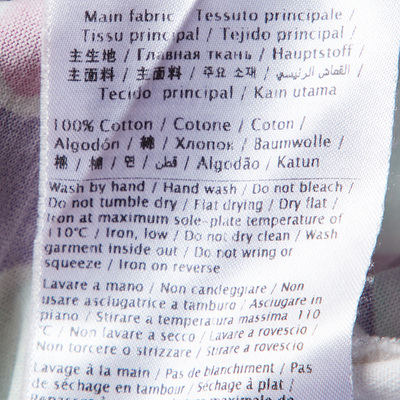 Main fabric / Tessuto principale /
Tissu principal / Tejido principal /
主生地 / Главная ткань / Hauptstoff /
主面料 / 主面料 / 주요 소재 / القماش الرئيسي /
Tecido principal / Kain utama
100% Cotton / Cotone / Coton /
Algodón / 綿 / Хлопок / Baumwolle /
棉 / 棉 / 면 / قطن / Algodão / Katun
Wash by hand / Hand wash / Do not bleach /
Do not tumble dry / Flat drying / Dry flat /
Iron at maximum sole-plate temperature of
110°C / Iron, low / Do not dry clean / Wash
garment inside out / Do not wring or
squeeze / Iron on reverse
Lavare a mano / Non candeggiare / Non
usare asciugatrice a tamburo / Asciugare in
piano / Stirare a temperatura massima 110
°C / Non lavare a secco / Lavare a rovescio /
Non torcere o strizzare / Stirare a rovescio
Lavage à la main / Pas de blanchiment / Pas
de séchage en tambour / Séchage à plat /
Repasser à température maximale de